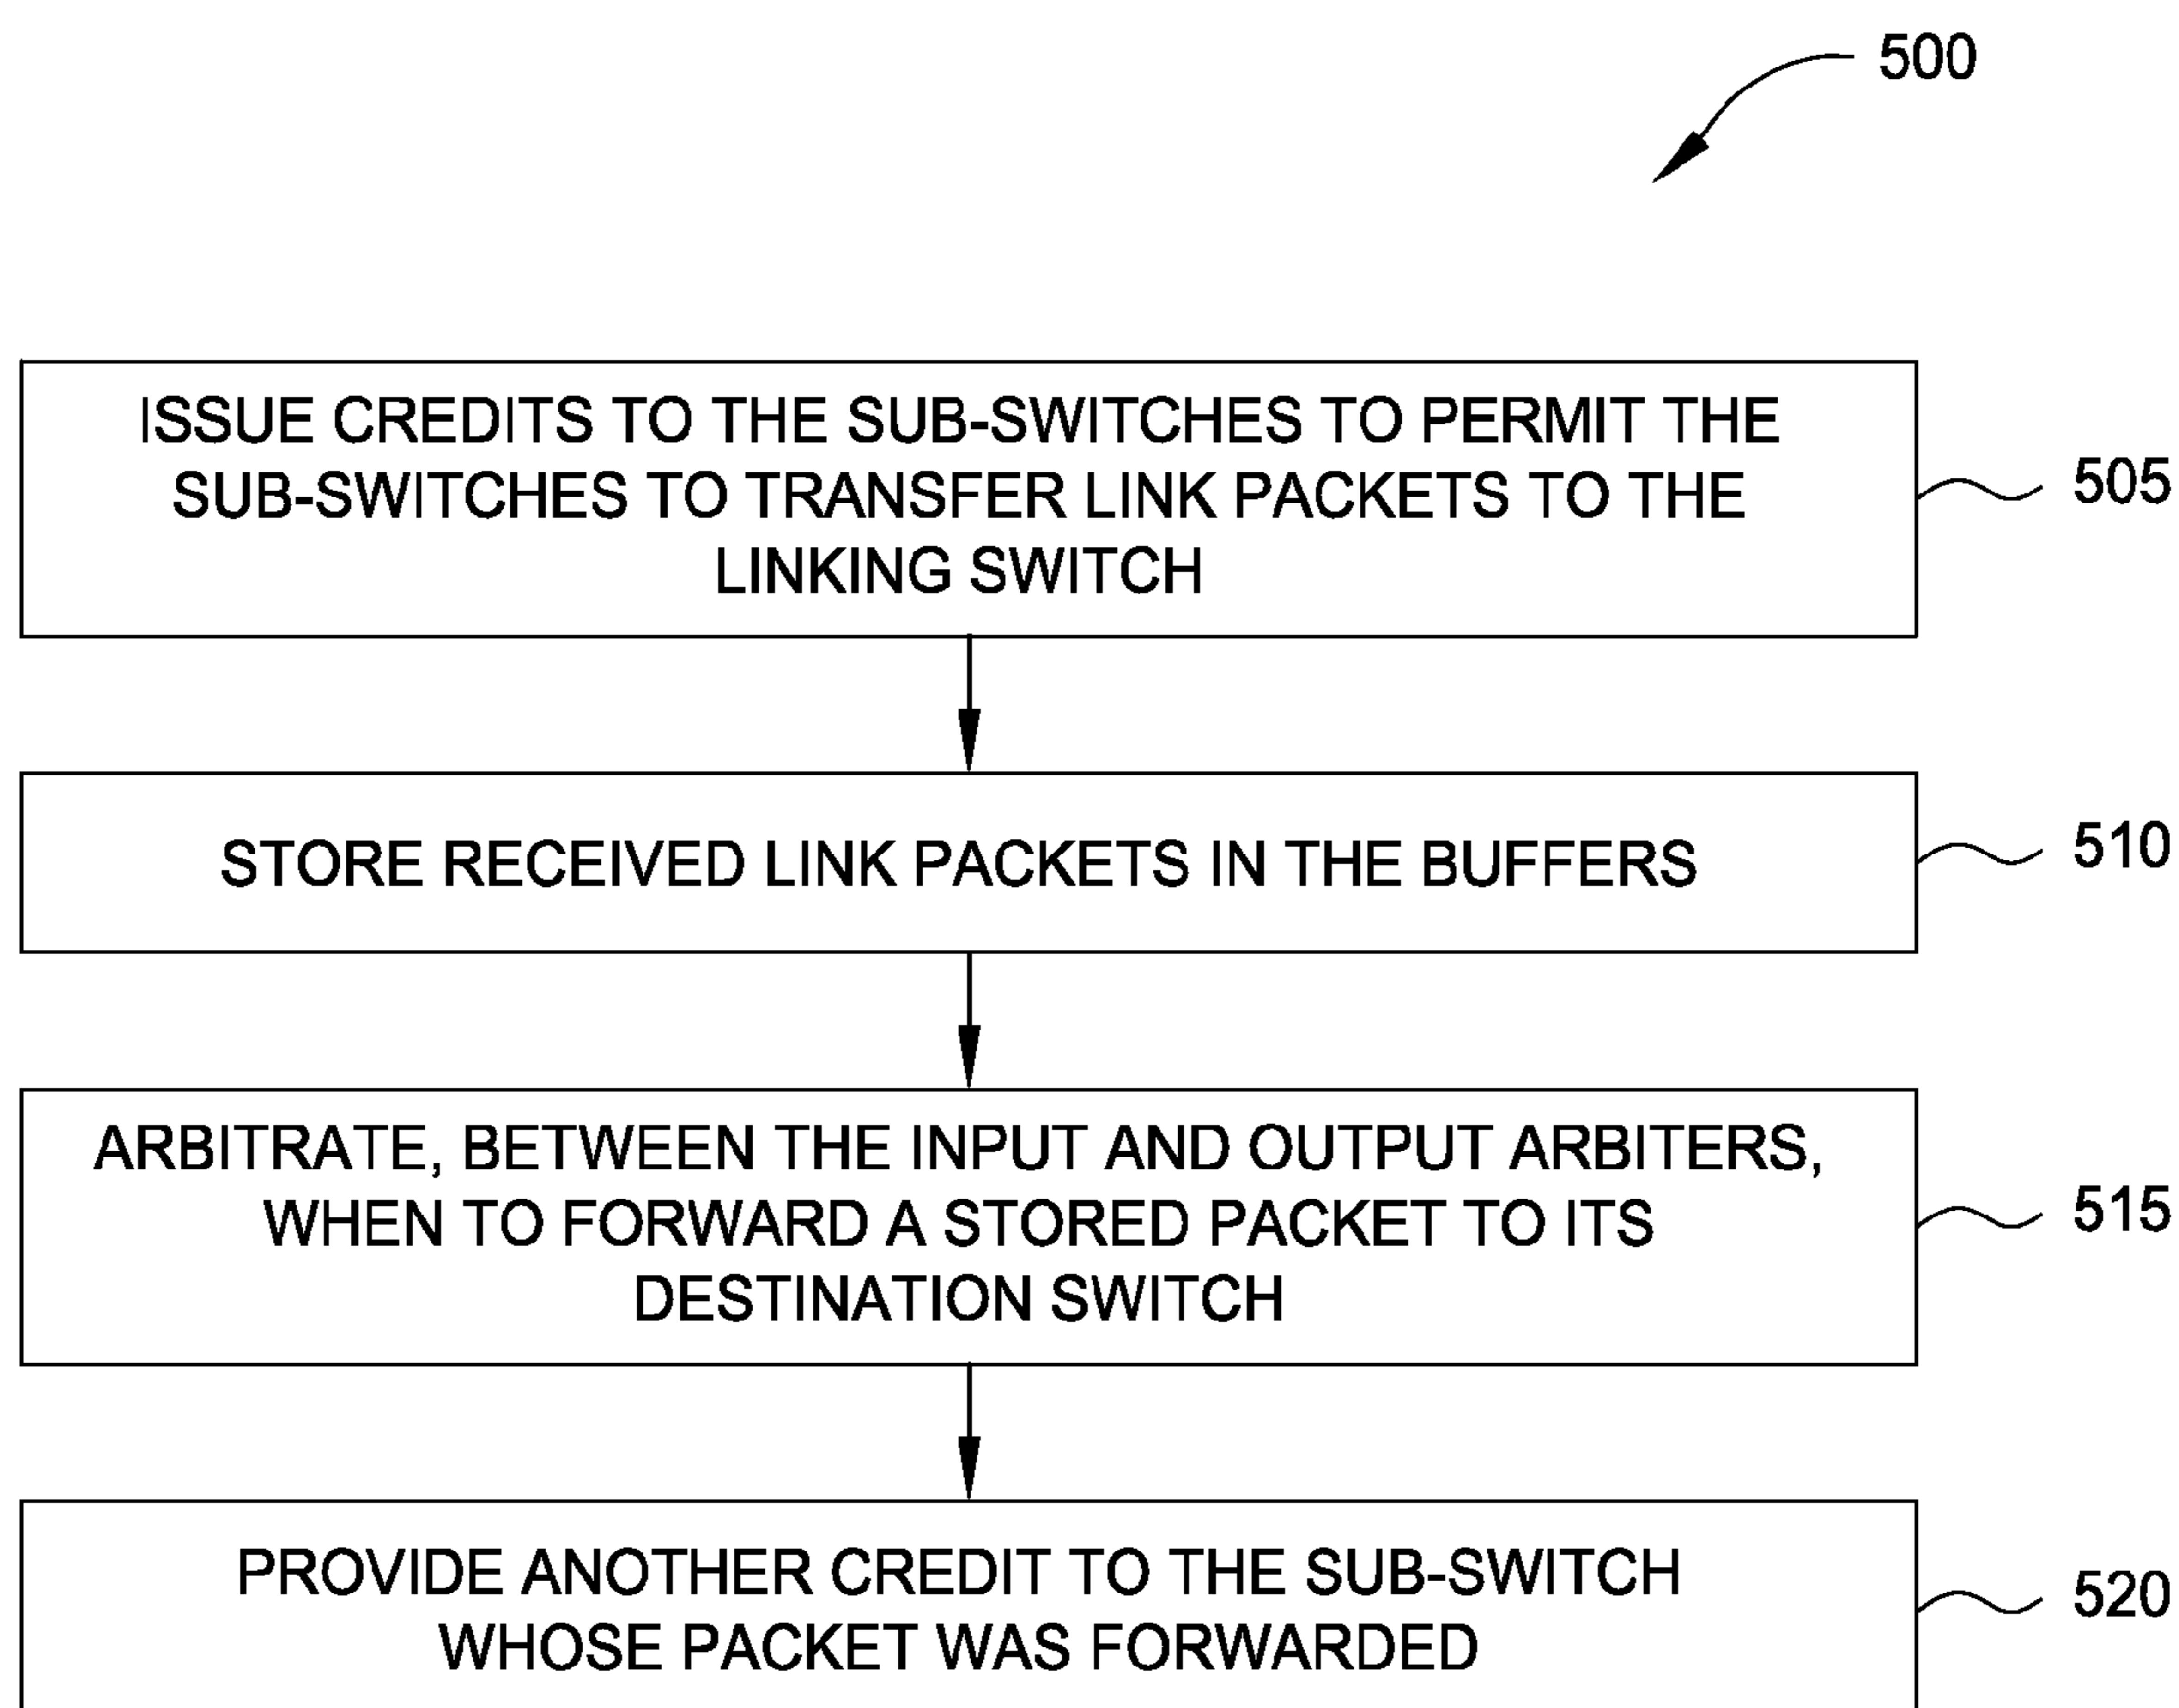 500
ISSUE CREDITS TO THE SUB-SWITCHES TO PERMIT THE
SUB-SWITCHES TO TRANSFER LINK PACKETS TO THE
LINKING SWITCH
505
STORE RECEIVED LINK PACKETS IN THE BUFFERS
510
ARBITRATE, BETWEEN THE INPUT AND OUTPUT ARBITERS,
WHEN TO FORWARD A STORED PACKET TO ITS
DESTINATION SWITCH
515
PROVIDE ANOTHER CREDIT TO THE SUB-SWITCH
WHOSE PACKET WAS FORWARDED
520